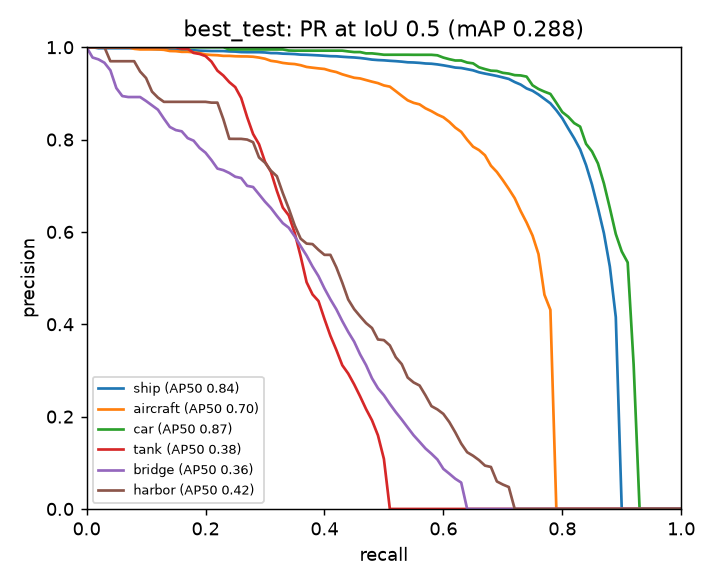 best_test: PR at IoU 0.5 (mAP 0.288)
precision
1.0
0.8
0.6
0.4
0.2
0.0
ship (AP50 0.84)
aircraft (AP50 0.70)
car (AP50 0.87)
tank (AP50 0.38)
bridge (AP50 0.36)
harbor (AP50 0.42)
0.0 0.2 0.4 0.6 0.8 1.0
recall